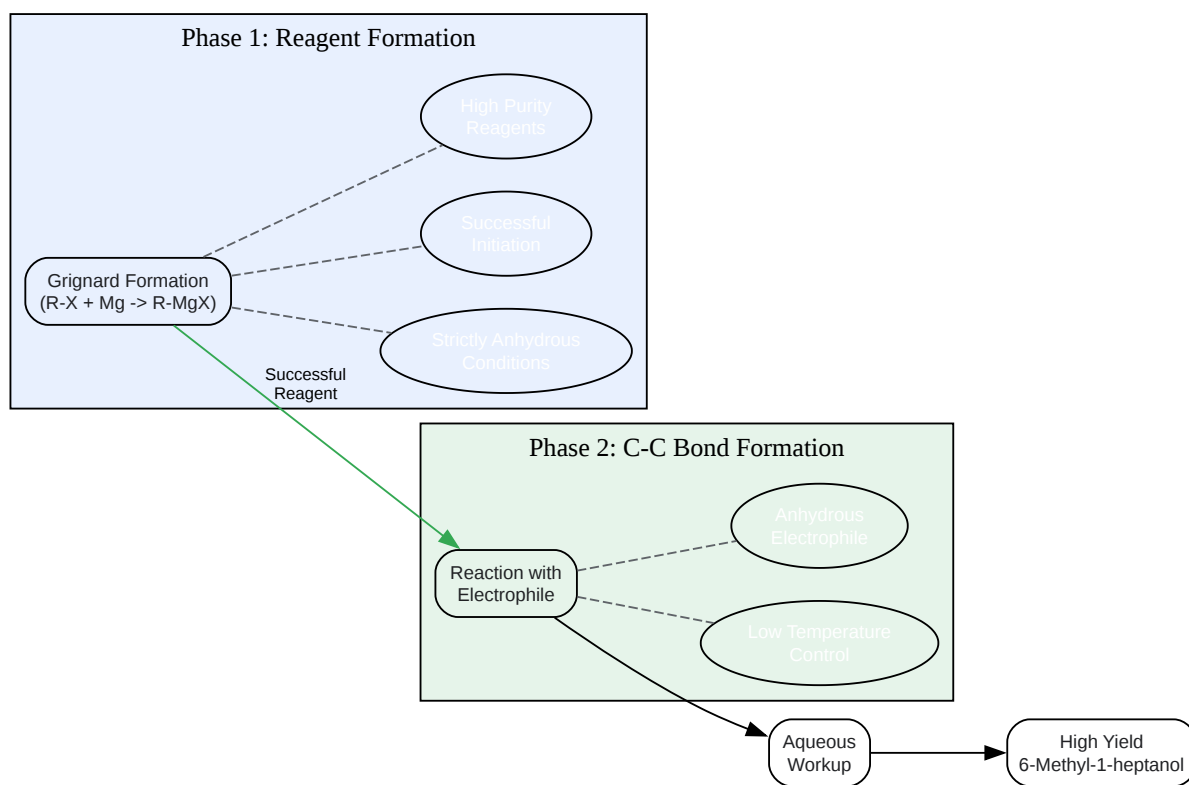 Phase 1: Reagent Formation
High Purity
Reagents
Successful
Initiation
Grignard Formation
(R-X + Mg -> R-MgX)
Strictly Anhydrous
Conditions
Successful
Reagent
Phase 2: C-C Bond Formation
Anhydrous
Electrophile
Reaction with
Electrophile
Low Temperature
Control
Aqueous
Workup
High Yield
6-Methyl-1-heptanol